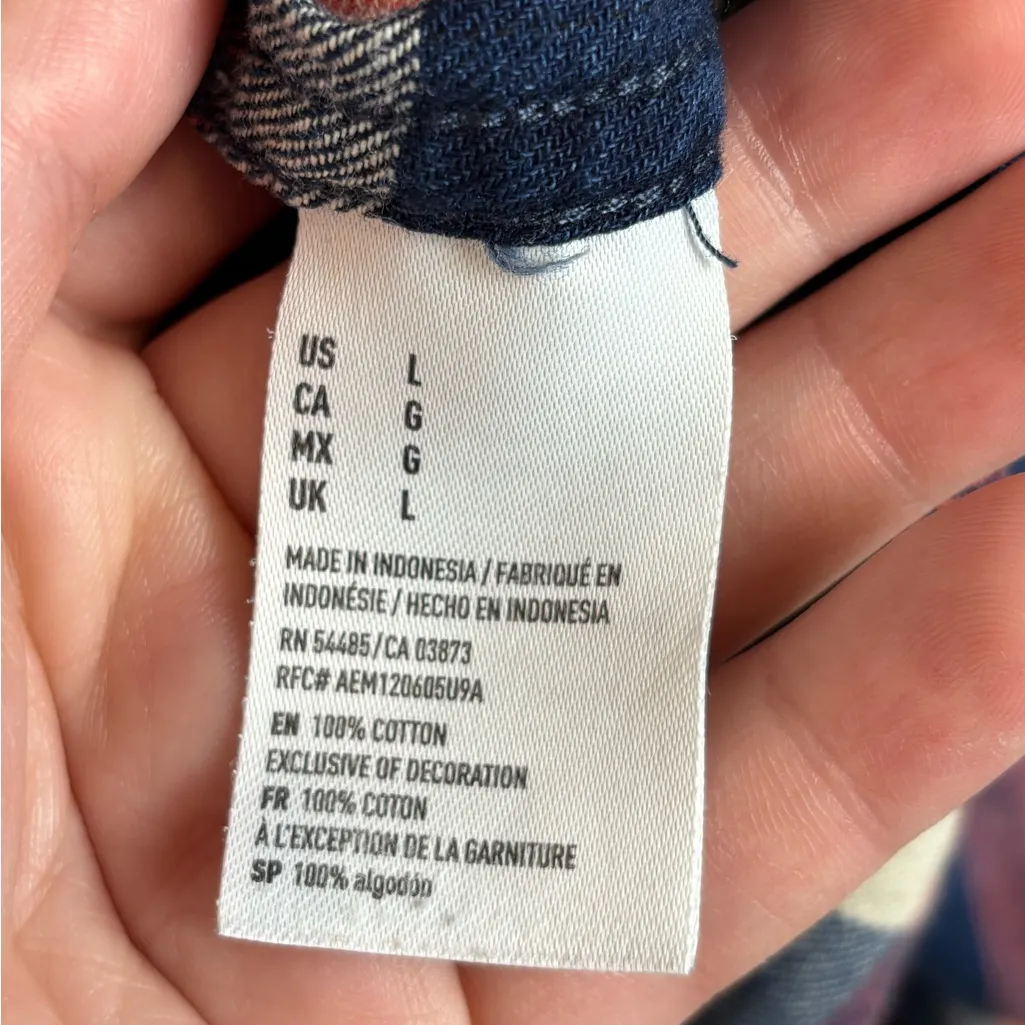 US L
CA G
MX G
UK L
MADE IN INDONESIA / FABRIQUÉ EN
INDONÉSIE / HECHO EN INDONESIA
RN 54485 / CA 03873
RFC# AEM120605U9A
EN 100% COTTON
EXCLUSIVE OF DECORATION
FR 100% COTON
À L'EXCEPTION DE LA GARNITURE
SP 100% algodón